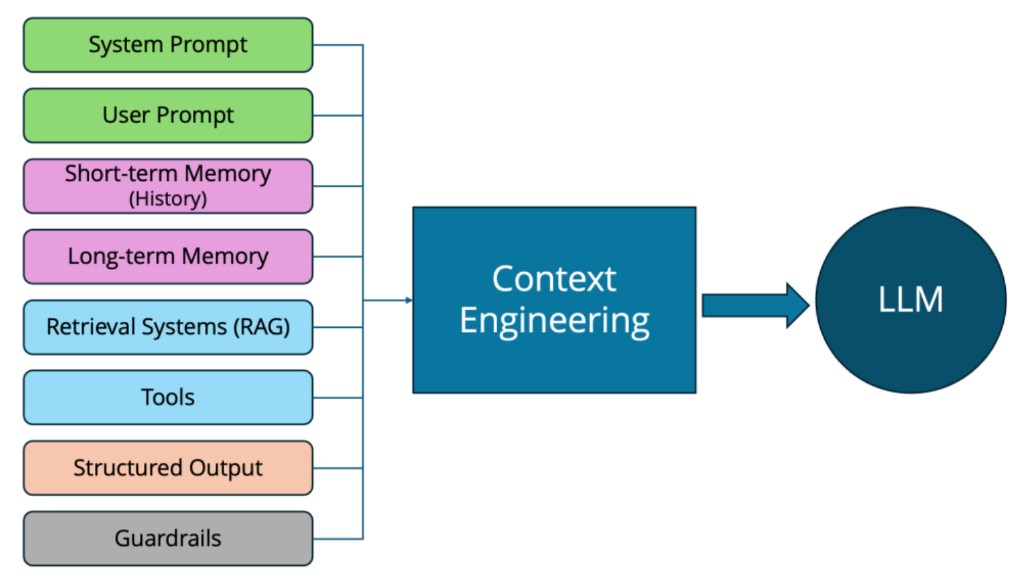 System Prompt
User Prompt
Short-term Memory
(History)
Long-term Memory
Retrieval Systems (RAG)
Tools
Structured Output
Guardrails
Context
Engineering
LLM